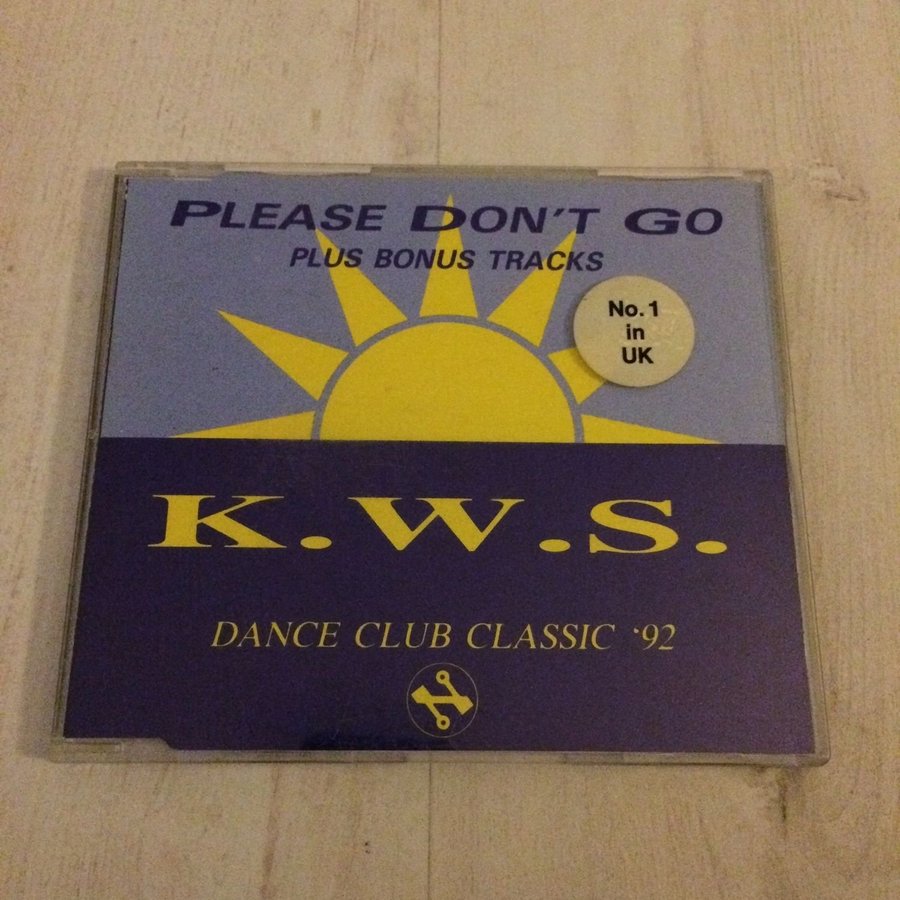 PLEASE DON'T GO
PLUS BONUS TRACKS
No. 1
in
UK
K.W.S.
DANCE CLUB CLASSIC '92